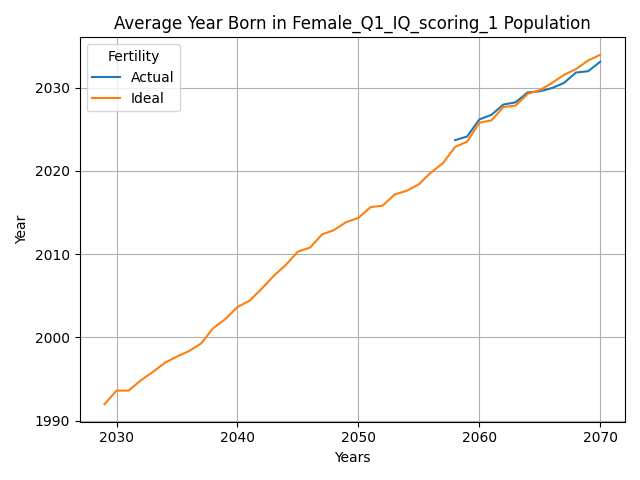 Average Year Born in Female_Q1_IQ_scoring_1 Population
Fertility
Actual
Ideal
Year
2030
2020
2010
2000
1990
2030 2040 2050 2060 2070
Years